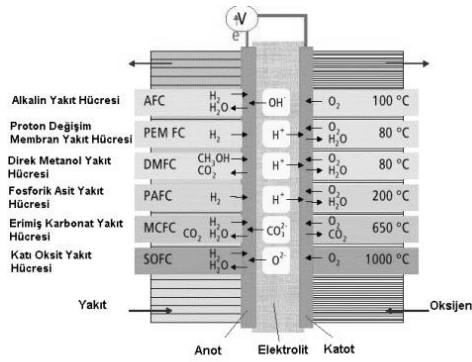 V
e
Alkalin Yakıt Hücresi AFC H₂ H₂O OH⁻ O₂ 100 °C
Proton Değişim
Membran Yakıt Hücresi PEM FC H₂ H⁺ O₂ H₂O 80 °C
Direk Metanol Yakıt
Hücresi DMFC CH₃OH CO₂ H⁺ O₂ H₂O 80 °C
Fosforik Asit Yakıt
Hücresi PAFC H₂ H⁺ O₂ H₂O 200 °C
Erimiş Karbonat Yakıt
Hücresi MCFC CO₂ H₂ H₂O CO₃²⁻ O₂ CO₂ 650 °C
Katı Oksit Yakıt
Hücresi SOFC H₂ H₂O O²⁻ O₂ 1000 °C
Yakıt Oksijen
Anot Elektrolit Katot